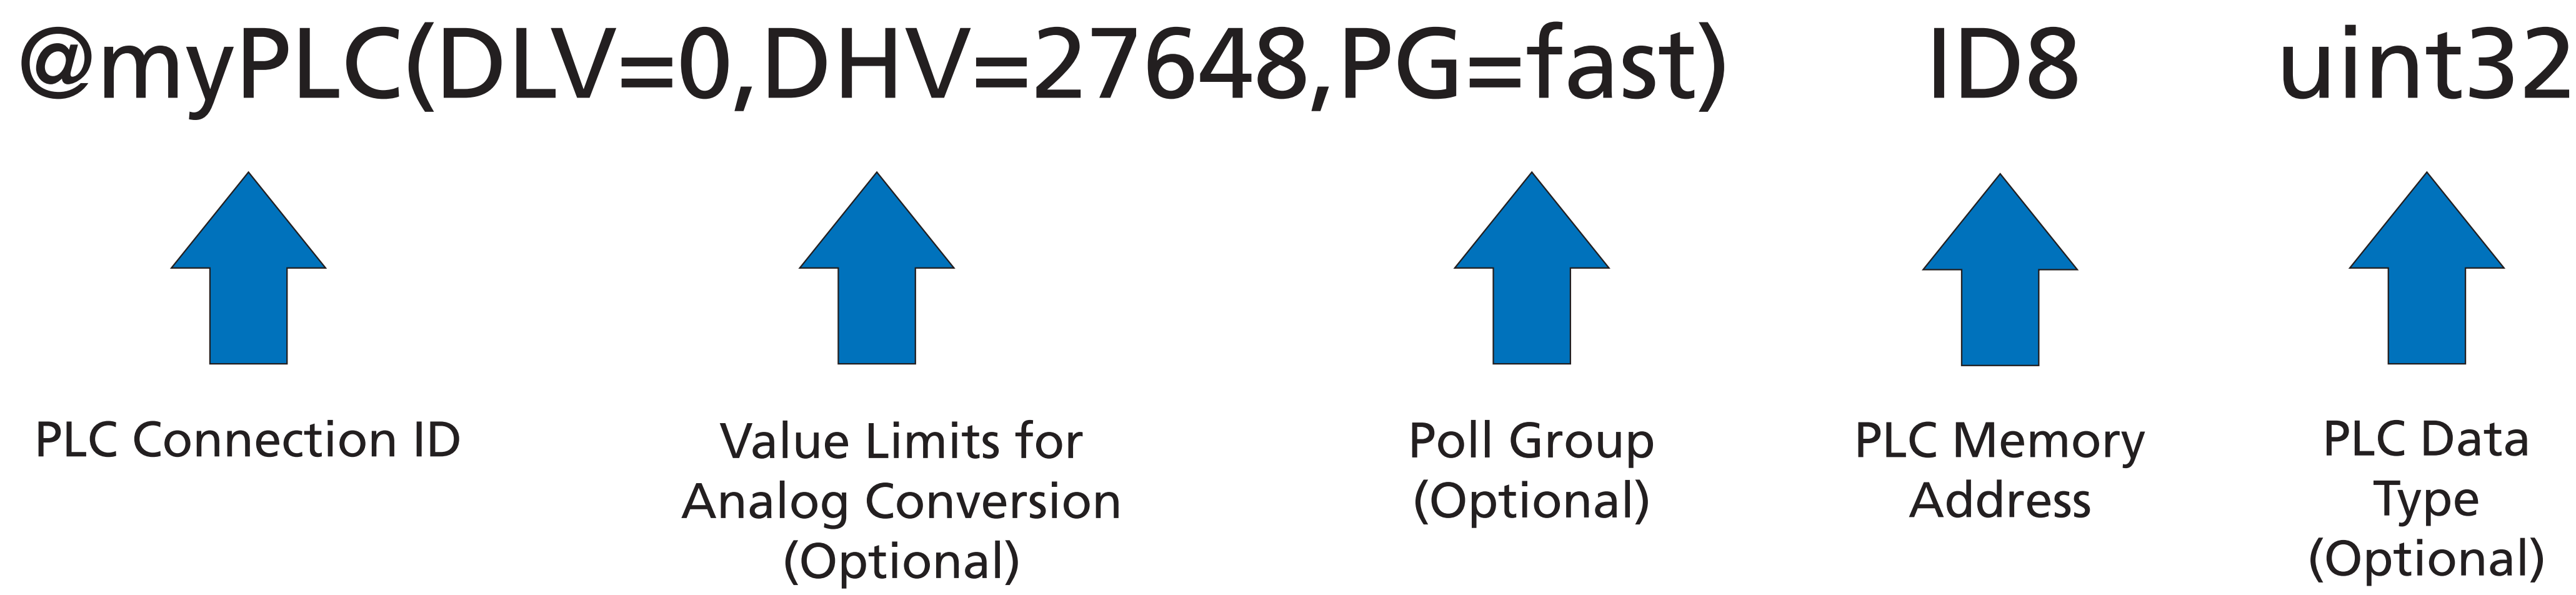 @myPLC(DLV=0,DHV=27648,PG=fast) ID8 uint32
PLC Connection ID
Value Limits for
Analog Conversion
(Optional)
Poll Group
(Optional)
PLC Memory
Address
PLC Data
Type
(Optional)